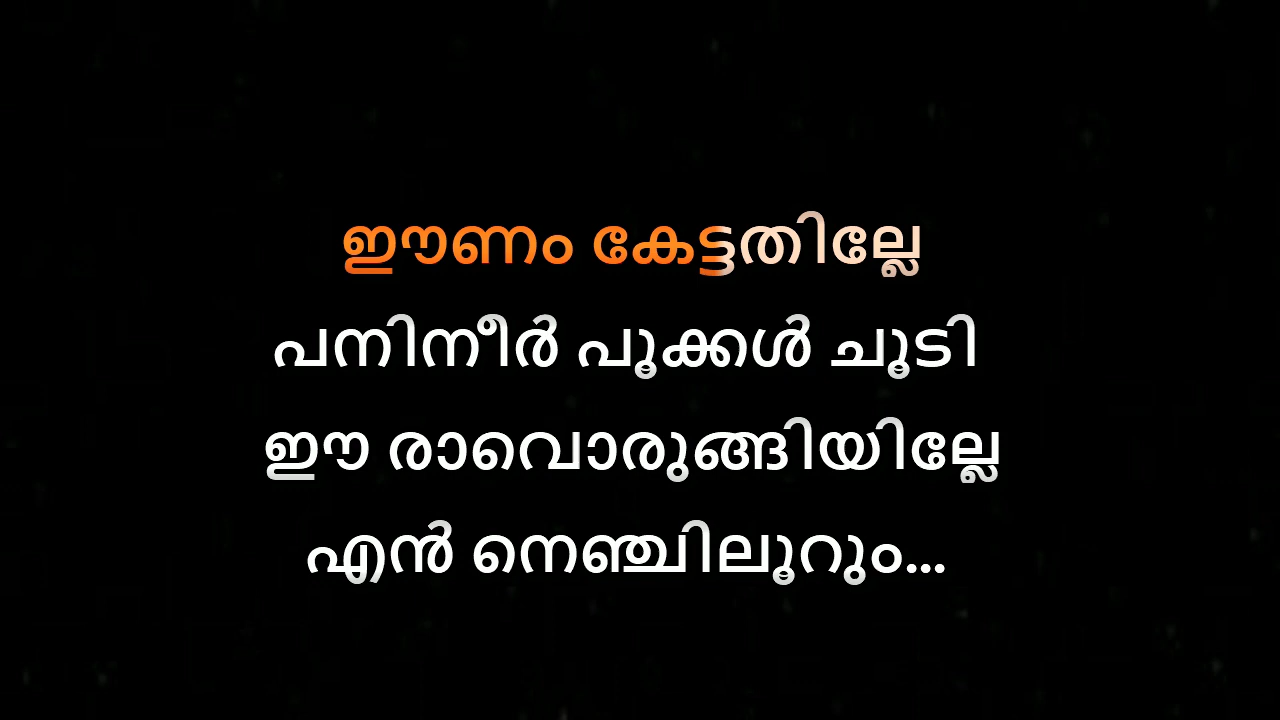 ഈണം കേട്ടതില്ലേ
പനിനീർ പൂക്കൾ ചൂടി
ഈ രാവൊരുങ്ങിയില്ലേ
എൻ നെഞ്ചിലൂറും...